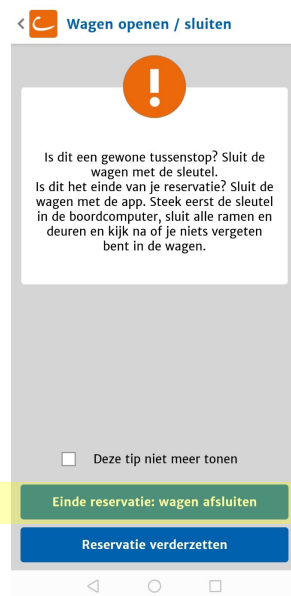 Wagen openen / sluiten
Is dit een gewone tussenstop? Sluit de
wagen met de sleutel.
Is dit het einde van je reservatie? Sluit de
wagen met de app. Steek eerst de sleutel
in de boordcomputer, sluit alle ramen en
deuren en kijk na of je niets vergeten
bent in de wagen.
Deze tip niet meer tonen
Einde reservatie: wagen afsluiten
Reservatie verderzetten